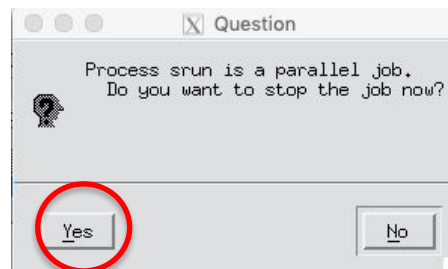 Question
Process srun is a parallel job.
Do you want to stop the job now?
Yes
No